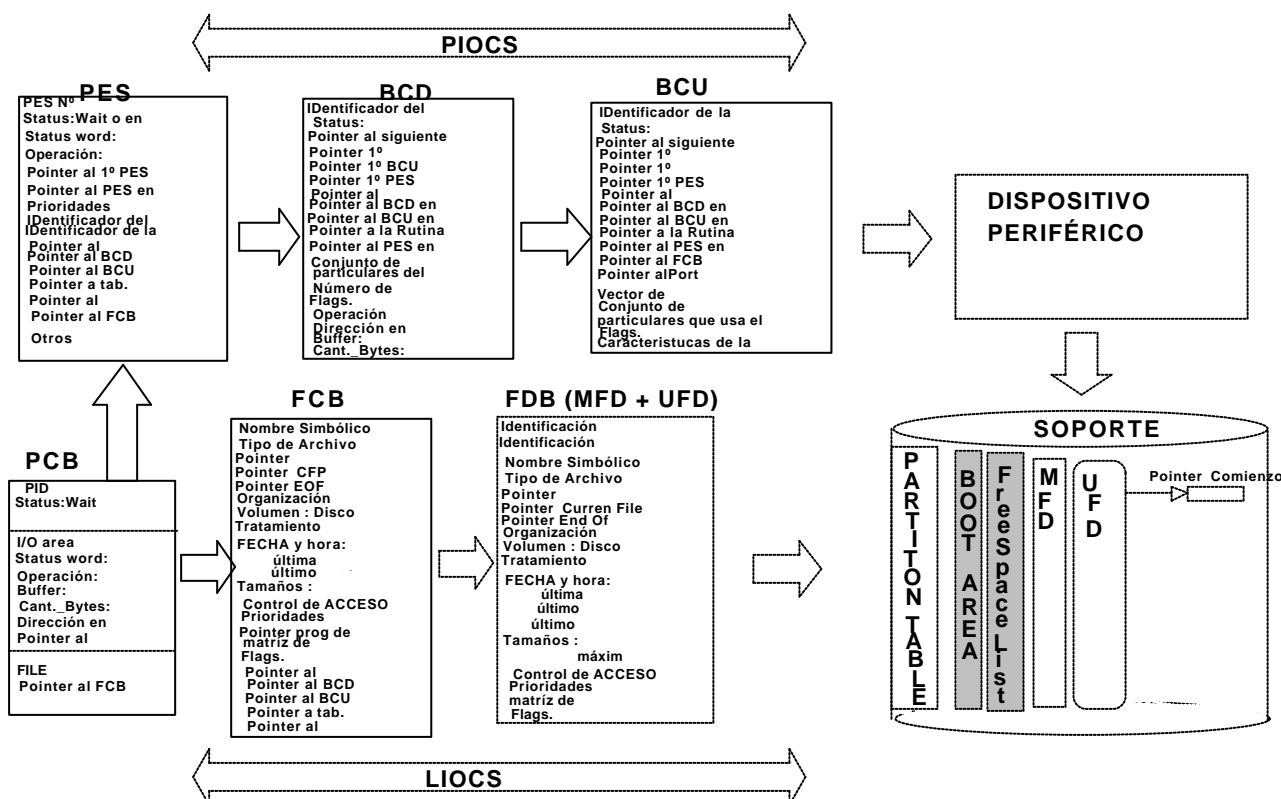 PIOCS
PES
PES Nº
Status:Wait o en
Status word:
Operación:
Pointer al 1º PES
Pointer al PES en
Prioridades
IDentificador del
IDentificador de la
Pointer al
Pointer al BCD
Pointer al BCU
Pointer a tab.
Pointer al
Pointer al FCB
Otros
BCD
IDentificador del
Status:
Pointer al siguiente
Pointer 1º
Pointer 1º BCU
Pointer 1º PES
Pointer al
Pointer al BCD en
Pointer al BCU en
Pointer a la Rutina
Pointer al PES en
Conjunto de
particulares del
Número de
Flags.
Operación
Dirección en
Buffer:
Cant._Bytes:
BCU
IDentificador de la
Status:
Pointer al siguiente
Pointer 1º
Pointer 1º
Pointer 1º PES
Pointer al
Pointer al BCD en
Pointer al BCU en
Pointer a la Rutina
Pointer al PES en
Pointer al FCB
Pointer alPort
Vector de
Conjunto de
particulares que usa el
Flags.
Caracteristucas de la
DISPOSITIVO
PERIFÉRICO
PCB
PID
Status:Wait
I/O area
Status word:
Operación:
Buffer:
Cant._Bytes:
Dirección en
Pointer al
FILE
Pointer al FCB
FCB
Nombre Simbólico
Tipo de Archivo
Pointer
Pointer CFP
Pointer EOF
Organización
Volumen : Disco
Tratamiento
FECHA y hora:
última
último
Tamaños :
Control de ACCESO
Prioridades
Pointer prog de
matríz de
Flags.
Pointer al
Pointer al BCD
Pointer al BCU
Pointer a tab.
Pointer al
FDB (MFD + UFD)
Identificación
Identificación
Nombre Simbólico
Tipo de Archivo
Pointer
Pointer Curren File
Pointer End Of
Organización
Volumen : Disco
Tratamiento
FECHA y hora:
última
último
último
Tamaños :
máxim
Control de ACCESO
Prioridades
matríz de
Flags.
SOPORTE
PARTITON TABLE
BOOT AREA
FreeSpace List
MFD
UFD
Pointer Comienzo
LIOCS